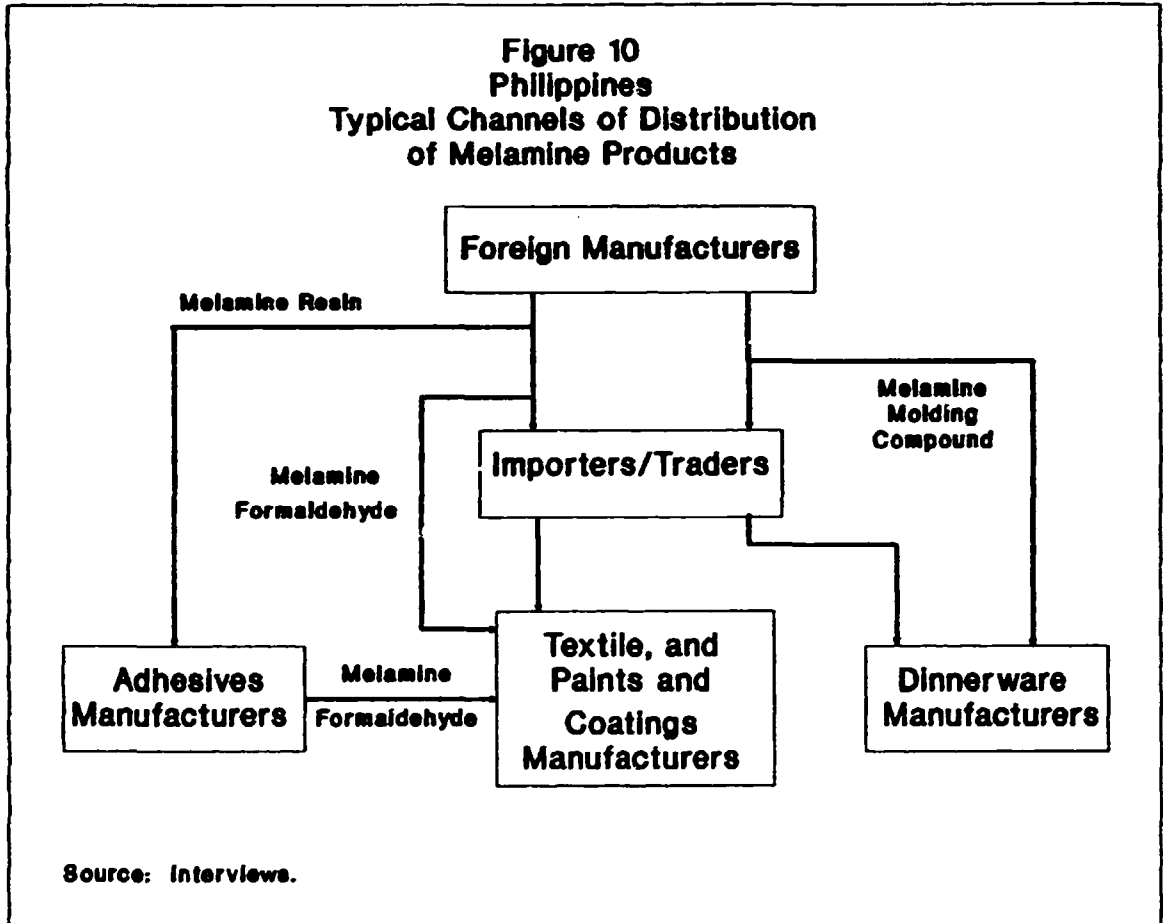 Figure 10
Philippines
Typical Channels of Distribution
of Melamine Products
Foreign Manufacturers
Melamine Resin
Melamine
Molding
Compound
Importers/Traders
Melamine
Formaldehyde
Adhesives
Manufacturers
Melamine
Formaldehyde
Textile, and
Paints and
Coatings
Manufacturers
Dinnerware
Manufacturers
Source: Interviews.